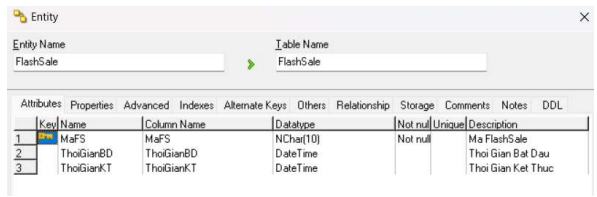 Entity
Entity Name
Table Name
FlashSale
FlashSale
Attributes Properties Advanced Indexes Alternate Keys Others Relationship Storage Comments Notes DDL
Key Name Column Name Datatype Not nul Unique Description
1 MaFS MaFS NChar(10) Not null Ma FlashSale
2 ThoiGianBD ThoiGianBD DateTime Thoi Gian Bat Dau
3 ThoiGianKT ThoiGianKT DateTime Thoi Gian Ket Thuc